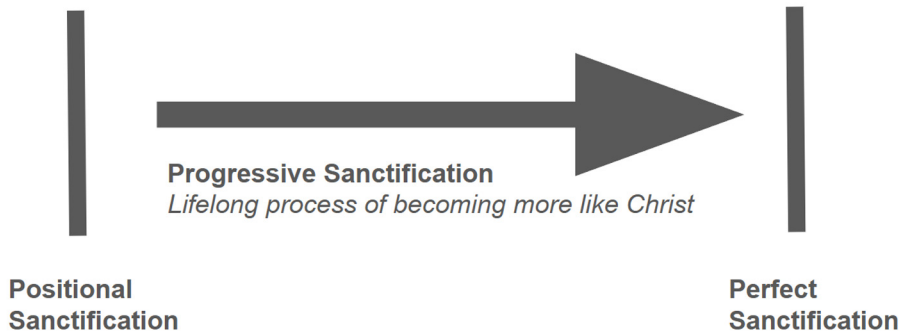 Progressive Sanctification
Lifelong process of becoming more like Christ
Positional
Sanctification
Perfect
Sanctification